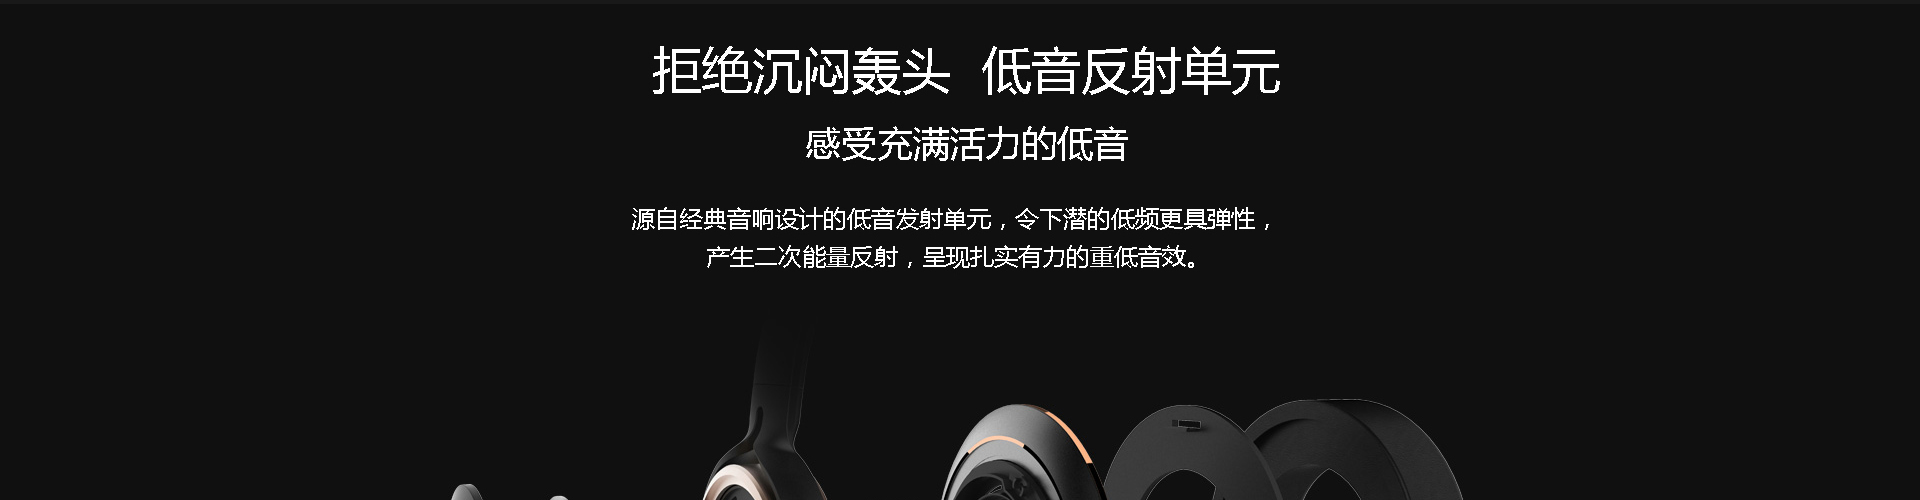 拒绝沉闷轰头 低音反射单元
感受充满活力的低音
源自经典音响设计的低音发射单元，令下潜的低频更具弹性，
产生二次能量反射，呈现扎实有力的重低音效。